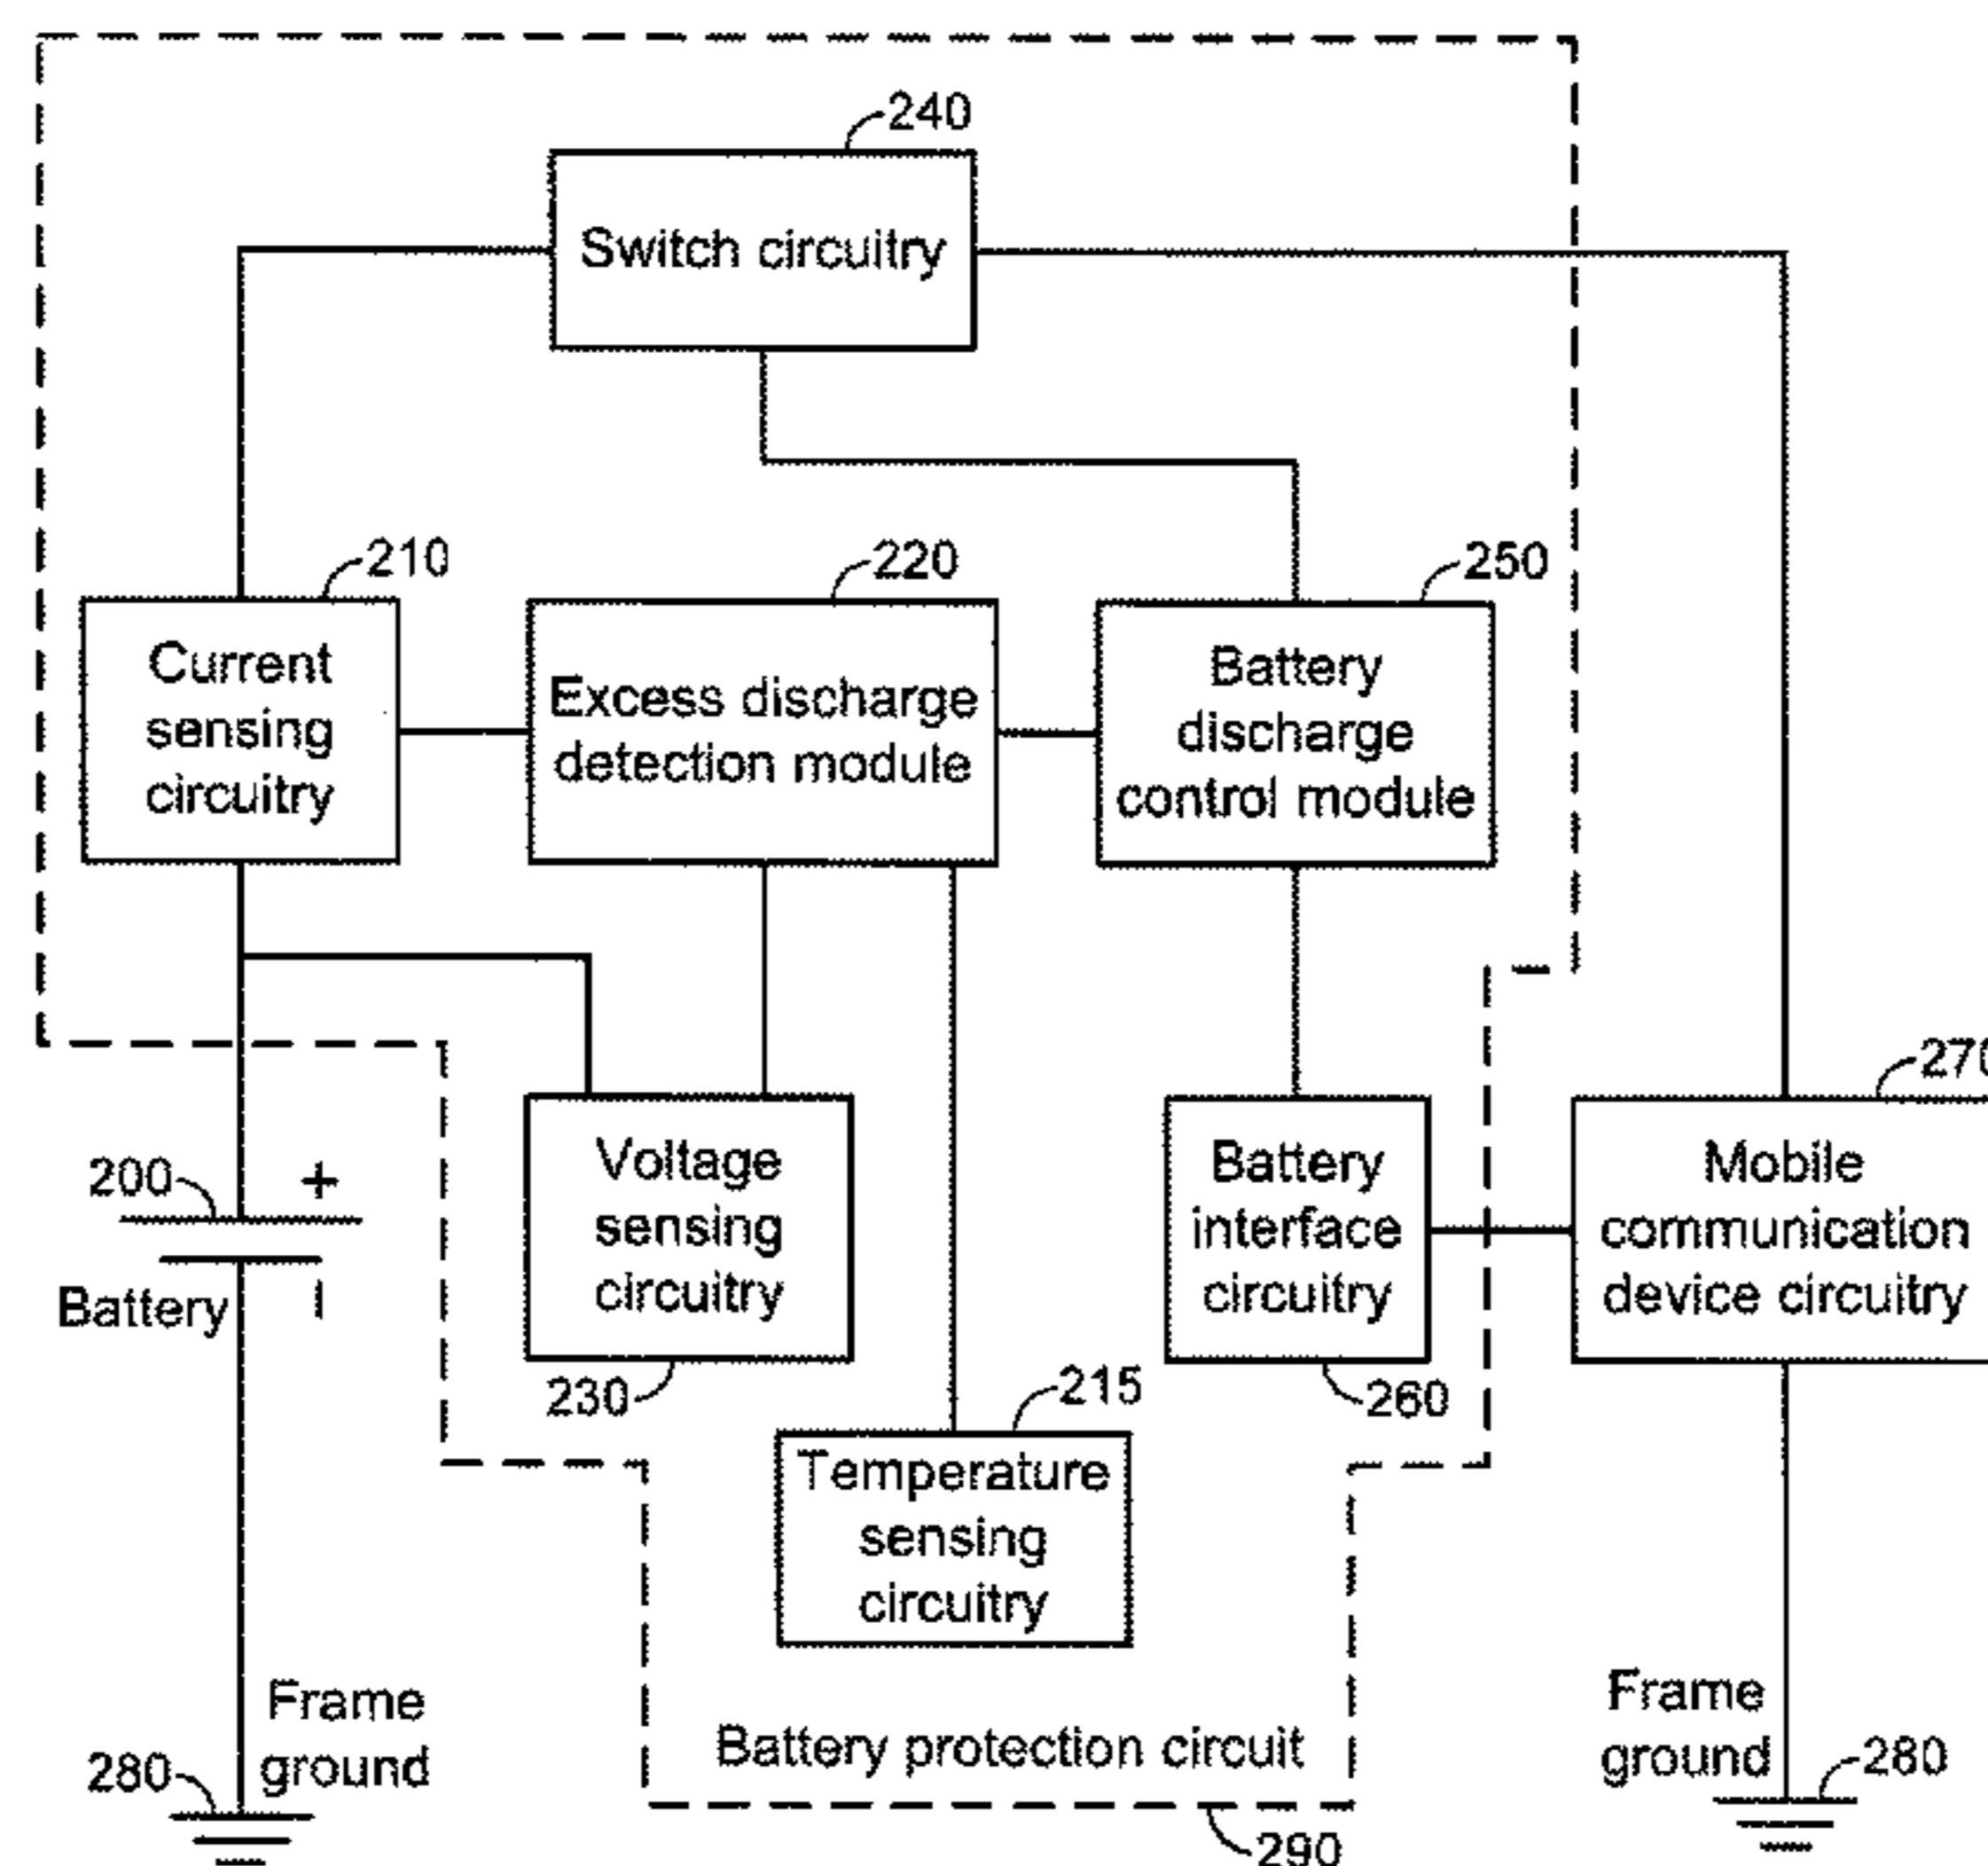 240
Switch circuitry
210
220
250
Current
sensing
circuitry
Excess discharge
detection module
Battery
discharge
control module
270
200
+
Battery
Voltage
sensing
circuitry
230
Battery
interface
circuitry
260
Mobile
communication
device circuitry
215
Temperature
sensing
circuitry
Frame
ground
280
Battery protection circuit
290
Frame
ground
280